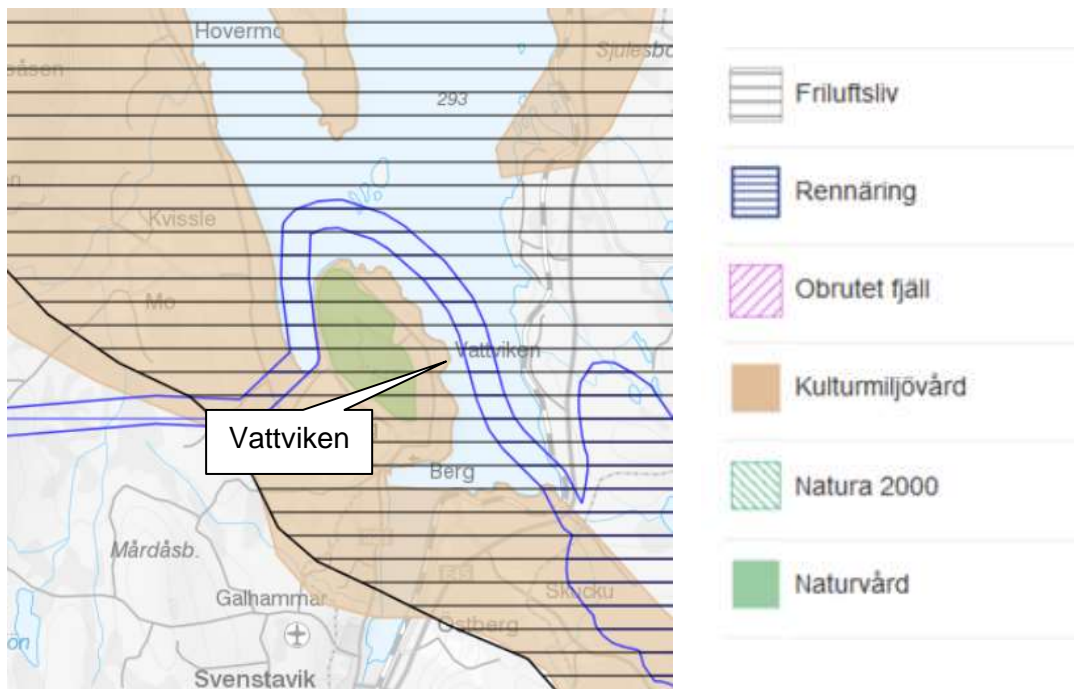 Hovermo
Sjulesbo
åsen
293
Kvissle
Mo
Vattviken
Vattviken
Berg
Mårdåsb.
Galhammar
Skucku
Östberg
Svenstavik
Friluftsliv
Rennäring
Obrutet fjäll
Kulturmiljövård
Natura 2000
Naturvård